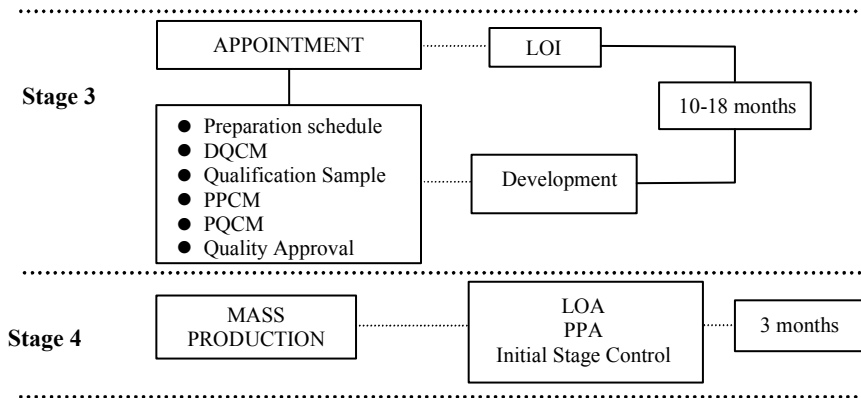 APPOINTMENT
LOI
Stage 3
10-18 months
● Preparation schedule
● DQCM
● Qualification Sample
● PPCM
● PQCM
● Quality Approval
Development
MASS
PRODUCTION
LOA
PPA
Initial Stage Control
Stage 4
3 months